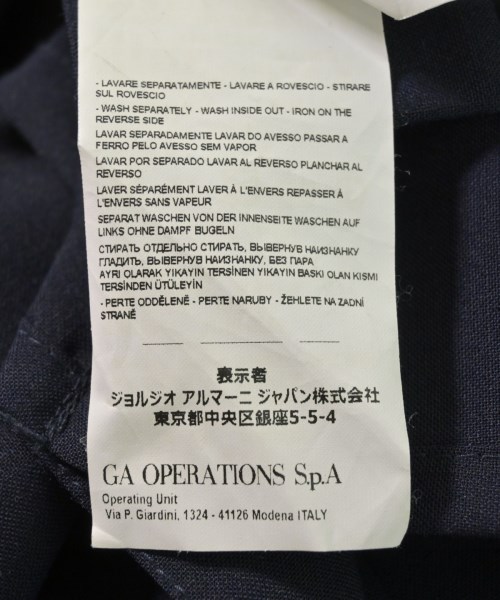 - LAVARE SEPARATAMENTE - LAVARE A ROVESCIO - STIRARE
SUL ROVESCIO
- WASH SEPARATELY - WASH INSIDE OUT - IRON ON THE
REVERSE SIDE
LAVAR SEPARADAMENTE LAVAR DO AVESSO PASSAR A
FERRO PELO AVESSO SEM VAPOR
LAVAR POR SEPARADO LAVAR AL REVERSO PLANCHAR AL
REVERSO
LAVER SÉPARÉMENT LAVER À L'ENVERS REPASSER À
L'ENVERS SANS VAPEUR
SEPARAT WASCHEN VON DER INNENSEITE WASCHEN AUF
LINKS OHNE DAMPF BUGELN
СТИРАТЬ ОТДЕЛЬНО СТИРАТЬ, ВЫВЕРНУВ НАИЗНАНКУ
ГЛАДИТЬ, ВЫВЕРНУВ НАИЗНАНКУ, БЕЗ ПАРА
AYRI OLARAK YIKAYIN TERSİNEN YIKAYIN BASKI OLAN KISMI
TERSİNDEN ÜTÜLEYİN
- PERTE ODDĚLENĚ - PERTE NARUBY - ŽEHLETE NA ZADNÍ
STRANĚ
表示者
ジョルジオ アルマーニ ジャパン株式会社
東京都中央区銀座5-5-4
GA OPERATIONS S.p.A
Operating Unit
Via P. Giardini, 1324 - 41126 Modena ITALY